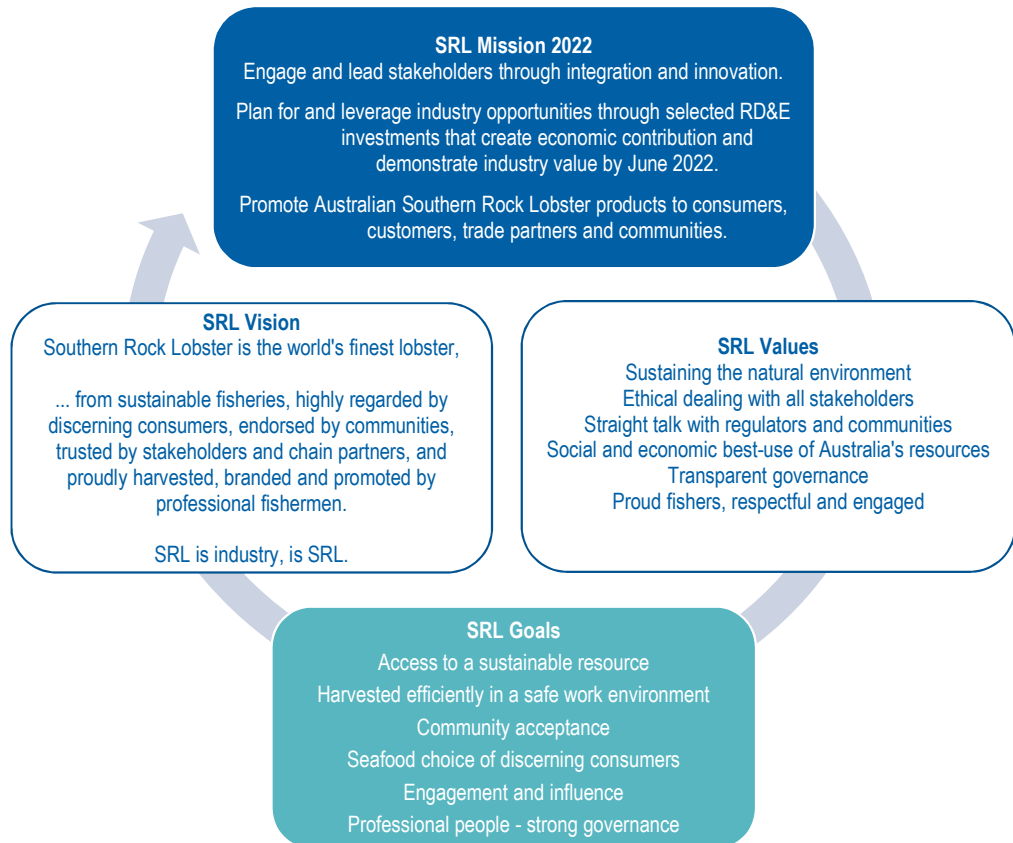 SRL Mission 2022
Engage and lead stakeholders through integration and innovation.
Plan for and leverage industry opportunities through selected RD&E
investments that create economic contribution and
demonstrate industry value by June 2022.
Promote Australian Southern Rock Lobster products to consumers,
customers, trade partners and communities.
SRL Vision
Southern Rock Lobster is the world's finest lobster,
... from sustainable fisheries, highly regarded by
discerning consumers, endorsed by communities,
trusted by stakeholders and chain partners, and
proudly harvested, branded and promoted by
professional fishermen.
SRL is industry, is SRL.
SRL Values
Sustaining the natural environment
Ethical dealing with all stakeholders
Straight talk with regulators and communities
Social and economic best-use of Australia's resources
Transparent governance
Proud fishers, respectful and engaged
SRL Goals
Access to a sustainable resource
Harvested efficiently in a safe work environment
Community acceptance
Seafood choice of discerning consumers
Engagement and influence
Professional people - strong governance